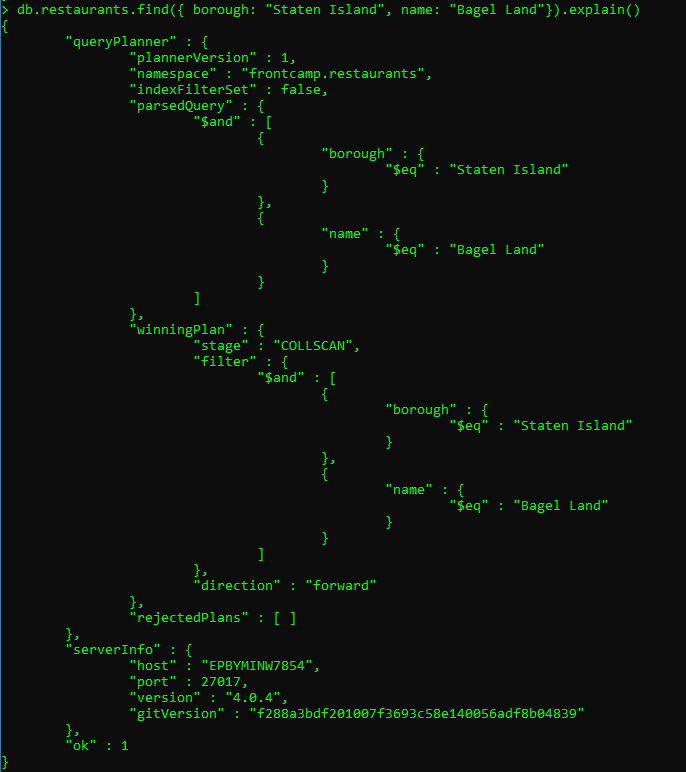 > db.restaurants.find({ borough: "Staten Island", name: "Bagel Land"}).explain()
{
        "queryPlanner" : {
                "plannerVersion" : 1,
                "namespace" : "frontcamp.restaurants",
                "indexFilterSet" : false,
                "parsedQuery" : {
                        "$and" : [
                                {
                                        "borough" : {
                                                "$eq" : "Staten Island"
                                        }
                                },
                                {
                                        "name" : {
                                                "$eq" : "Bagel Land"
                                        }
                                }
                        ]
                },
                "winningPlan" : {
                        "stage" : "COLLSCAN",
                        "filter" : {
                                "$and" : [
                                        {
                                                "borough" : {
                                                        "$eq" : "Staten Island"
                                                }
                                        },
                                        {
                                                "name" : {
                                                        "$eq" : "Bagel Land"
                                                }
                                        }
                                ]
                        },
                        "direction" : "forward"
                },
                "rejectedPlans" : [ ]
        },
        "serverInfo" : {
                "host" : "EPBYMINW7854",
                "port" : 27017,
                "version" : "4.0.4",
                "gitVersion" : "f288a3bdf201007f3693c58e140056adf8b04839"
        },
        "ok" : 1
}